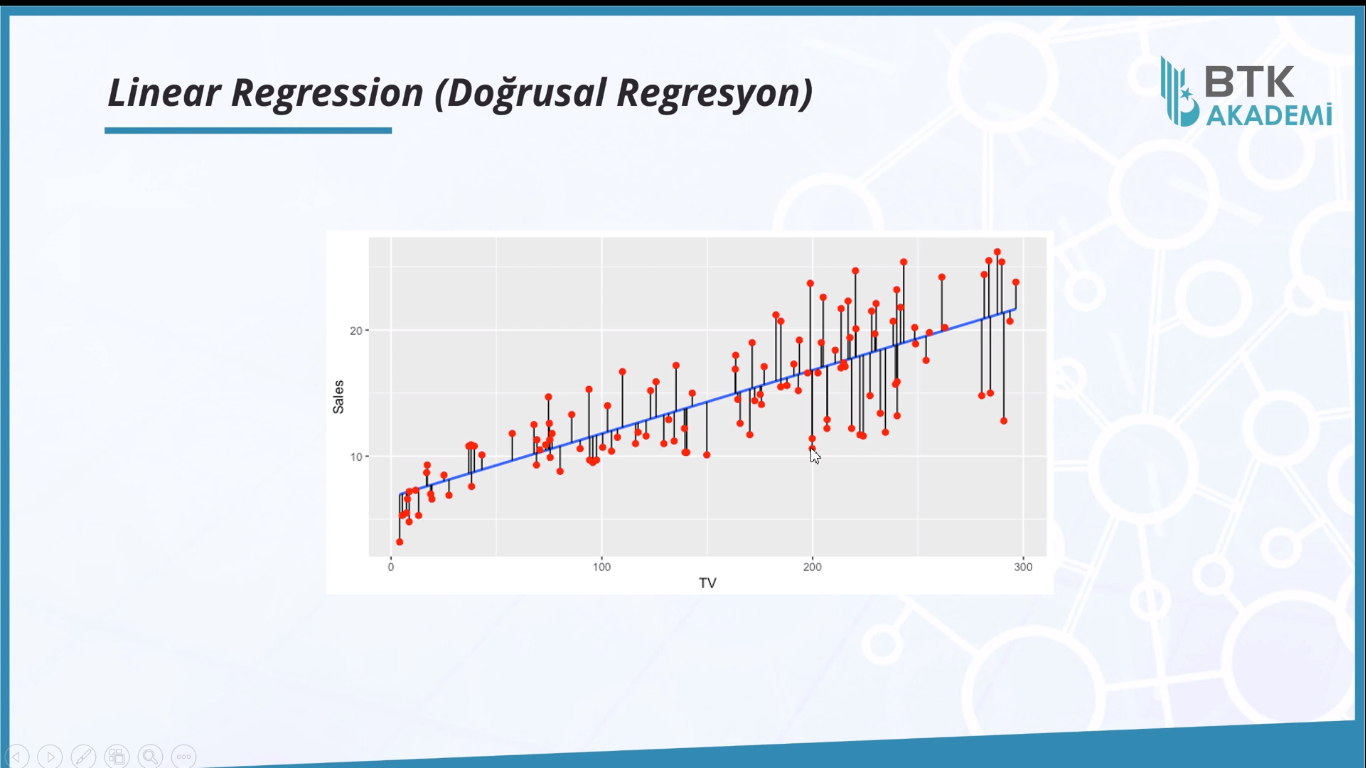 Linear Regression (Doğrusal Regresyon)
BTK
AKADEMİ
20
Sales
10
0
100
200
300
TV